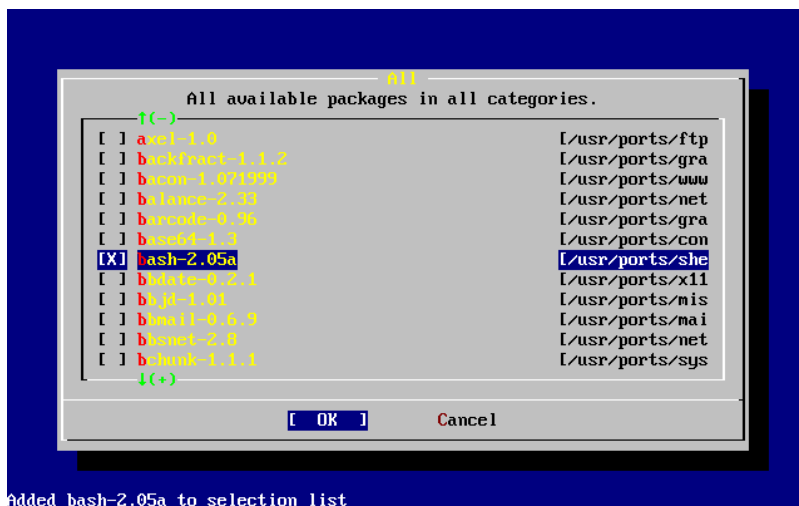 All
All available packages in all categories.
↑(-)
[ ] axel-1.0 [/usr/ports/ftp
[ ] backfract-1.1.2 [/usr/ports/gra
[ ] bacon-1.071999 [/usr/ports/www
[ ] balance-2.33 [/usr/ports/net
[ ] barcode-0.96 [/usr/ports/gra
[ ] base64-1.3 [/usr/ports/con
[X] bash-2.05a [/usr/ports/she
[ ] bbdate-0.2.1 [/usr/ports/x11
[ ] bbjd-1.01 [/usr/ports/mis
[ ] bbmail-0.6.9 [/usr/ports/mai
[ ] bbsnet-2.8 [/usr/ports/net
[ ] bchunk-1.1.1 [/usr/ports/sys
↓(+)
[ OK ] Cancel
Added bash-2.05a to selection list